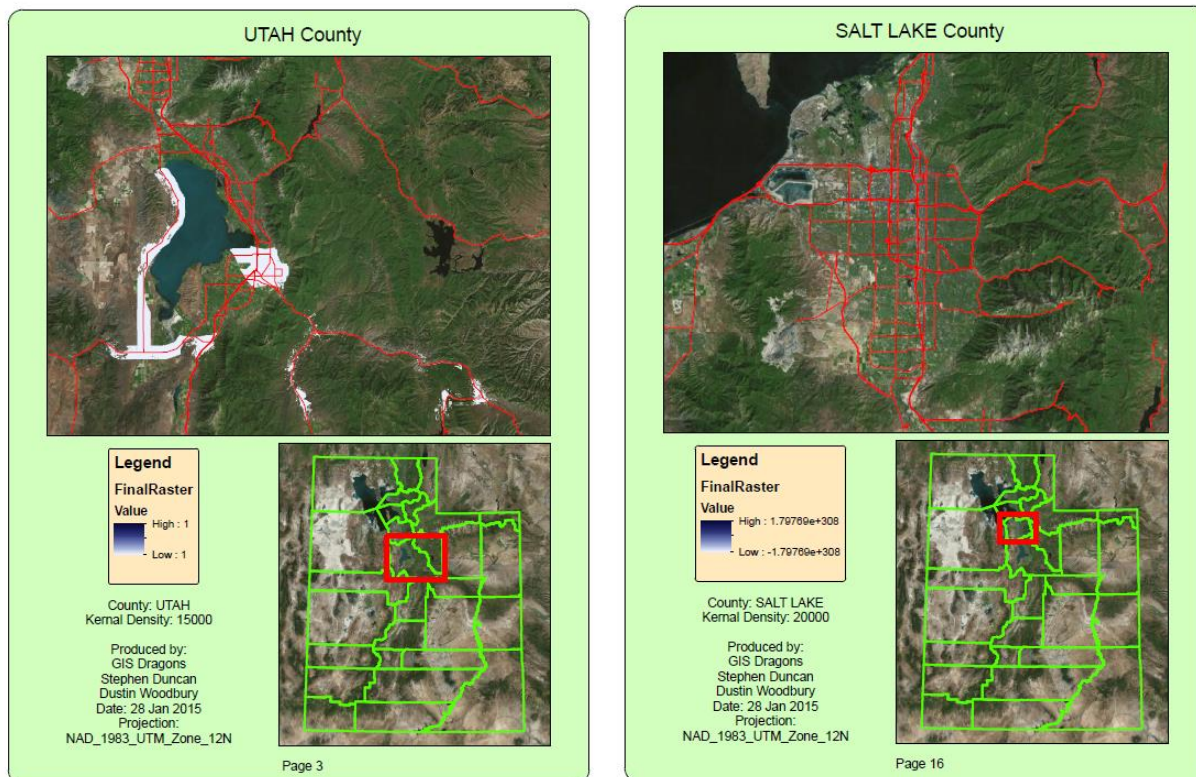 UTAH County
Legend
FinalRaster
Value
High : 1
Low : 1
County: UTAH
Kernal Density: 15000
Produced by:
GIS Dragons
Stephen Duncan
Dustin Woodbury
Date: 28 Jan 2015
Projection:
NAD_1983_UTM_Zone_12N
Page 3
SALT LAKE County
Legend
FinalRaster
Value
High : 1.79769e+308
Low : -1.79769e+308
County: SALT LAKE
Kernal Density: 20000
Produced by:
GIS Dragons
Stephen Duncan
Dustin Woodbury
Date: 28 Jan 2015
Projection:
NAD_1983_UTM_Zone_12N
Page 16